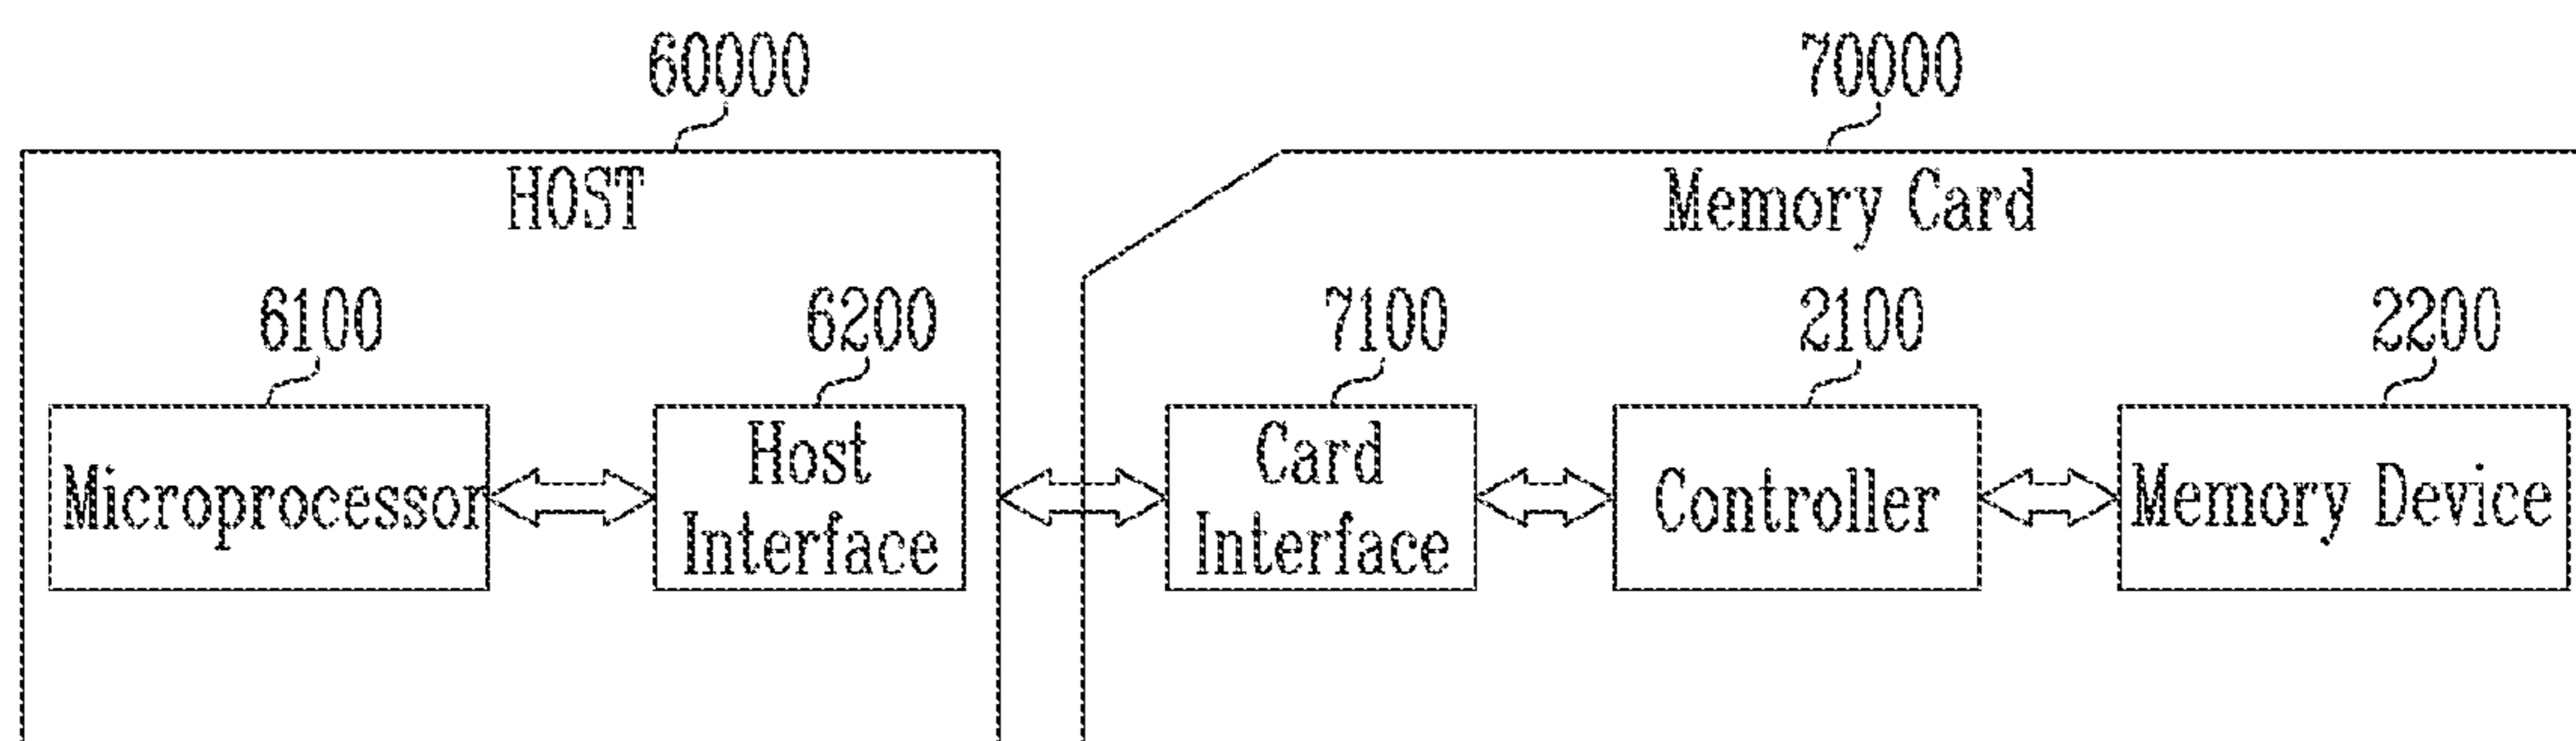 60000
70000
HOST
Memory Card
6100
6200
7100
2100
2200
Microprocessor
Host
Interface
Card
Interface
Controller
Memory Device